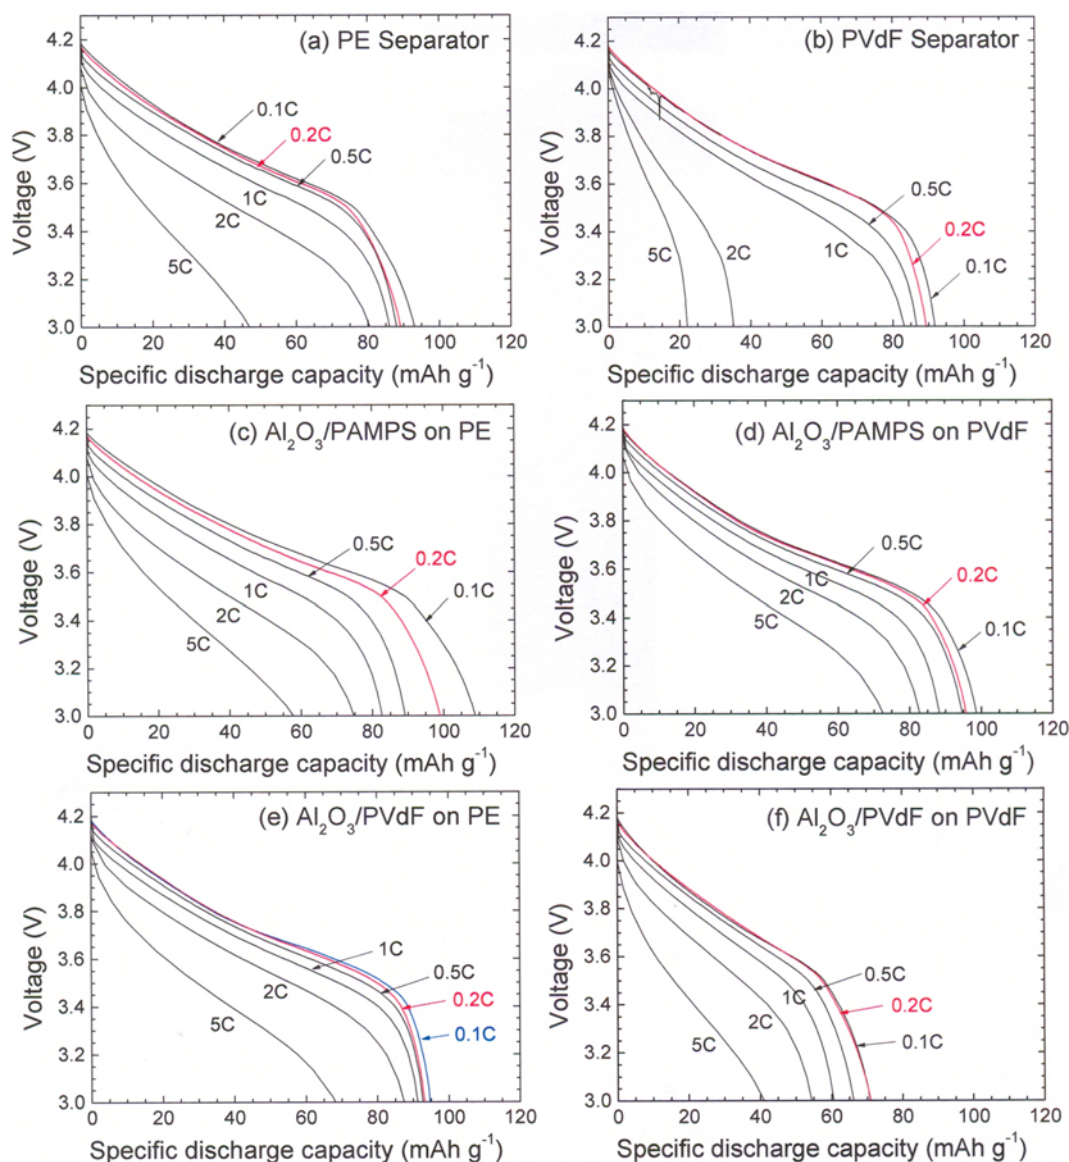 (a) PE Separator
4.2
4.0
3.8
3.6
3.4
3.2
3.0
Voltage (V)
0.1C
0.2C
0.5C
1C
2C
5C
0 20 40 60 80 100 120
Specific discharge capacity (mAh g⁻¹)
(b) PVdF Separator
4.2
4.0
3.8
3.6
3.4
3.2
3.0
Voltage (V)
0.5C
0.2C
0.1C
1C
2C
5C
0 20 40 60 80 100 120
Specific discharge capacity (mAh g⁻¹)
(c) Al₂O₃/PAMPS on PE
4.2
4.0
3.8
3.6
3.4
3.2
3.0
Voltage (V)
0.5C
0.2C
0.1C
1C
2C
5C
0 20 40 60 80 100 120
Specific discharge capacity (mAh g⁻¹)
(d) Al₂O₃/PAMPS on PVdF
4.2
4.0
3.8
3.6
3.4
3.2
3.0
Voltage (V)
0.5C
0.2C
0.1C
1C
2C
5C
0 20 40 60 80 100 120
Specific discharge capacity (mAh g⁻¹)
(e) Al₂O₃/PVdF on PE
4.2
4.0
3.8
3.6
3.4
3.2
3.0
Voltage (V)
1C
0.5C
0.2C
0.1C
2C
5C
0 20 40 60 80 100 120
Specific discharge capacity (mAh g⁻¹)
(f) Al₂O₃/PVdF on PVdF
4.2
4.0
3.8
3.6
3.4
3.2
3.0
Voltage (V)
0.5C
0.2C
0.1C
1C
2C
5C
0 20 40 60 80 100 120
Specific discharge capacity (mAh g⁻¹)